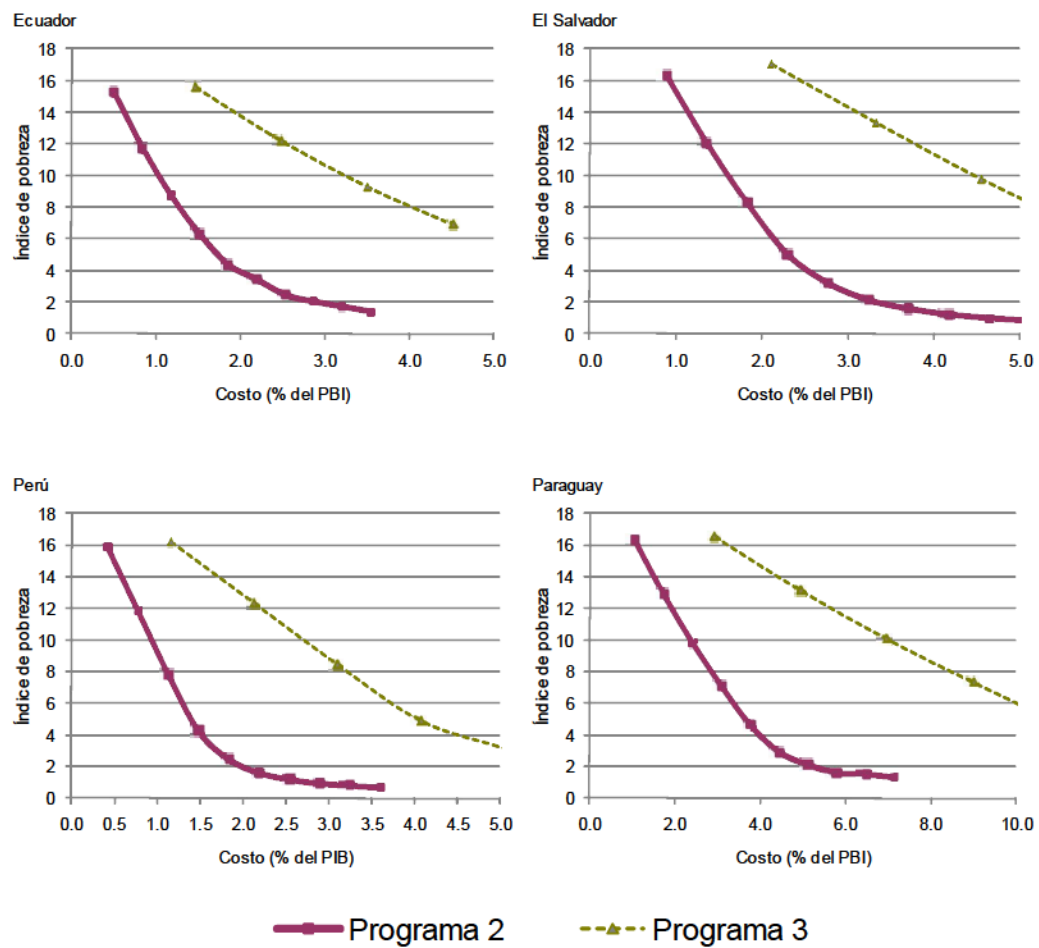 Ecuador
18
16
14
12
10
8
6
4
2
0
Índice de pobreza
0.0 1.0 2.0 3.0 4.0 5.0
Costo (% del PBI)
El Salvador
18
16
14
12
10
8
6
4
2
0
Índice de pobreza
0.0 1.0 2.0 3.0 4.0 5.0
Costo (% del PBI)
Perú
18
16
14
12
10
8
6
4
2
0
Índice de pobreza
0.0 0.5 1.0 1.5 2.0 2.5 3.0 3.5 4.0 4.5 5.0
Costo (% del PIB)
Paraguay
18
16
14
12
10
8
6
4
2
0
Índice de pobreza
0.0 2.0 4.0 6.0 8.0 10.0
Costo (% del PBI)
Programa 2 Programa 3